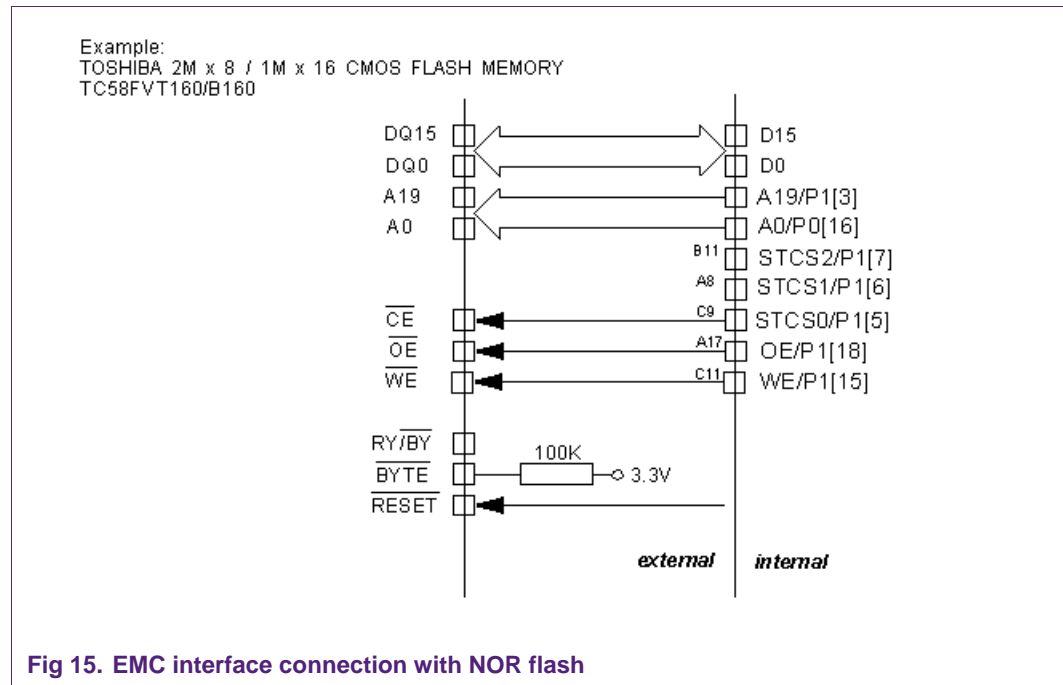 Example:
TOSHIBA 2M x 8 / 1M x 16 CMOS FLASH MEMORY
TC58FVT160/B160
DQ15 D15
DQ0 D0
A19 A19/P1[3]
A0 A0/P0[16]
B11 STCS2/P1[7]
A8 STCS1/P1[6]
CE C9 STCS0/P1[5]
OE A17 OE/P1[18]
WE C11 WE/P1[15]
RY/BY
100K
BYTE 3.3V
RESET
external internal
Fig 15. EMC interface connection with NOR flash